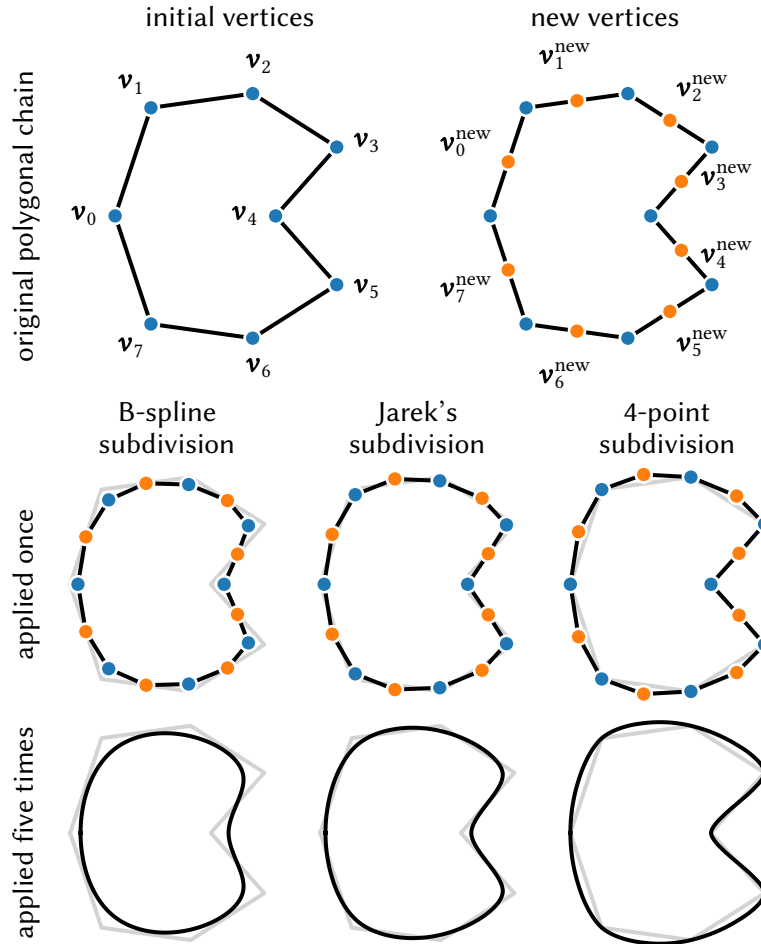 initial vertices
new vertices
original polygonal chain
v₀
v₁
v₂
v₃
v₄
v₅
v₆
v₇
v₀ⁿᵉʷ
v₁ⁿᵉʷ
v₂ⁿᵉʷ
v₃ⁿᵉʷ
v₄ⁿᵉʷ
v₅ⁿᵉʷ
v₆ⁿᵉʷ
v₇ⁿᵉʷ
B-spline
subdivision
Jarek's
subdivision
4-point
subdivision
applied once
applied five times